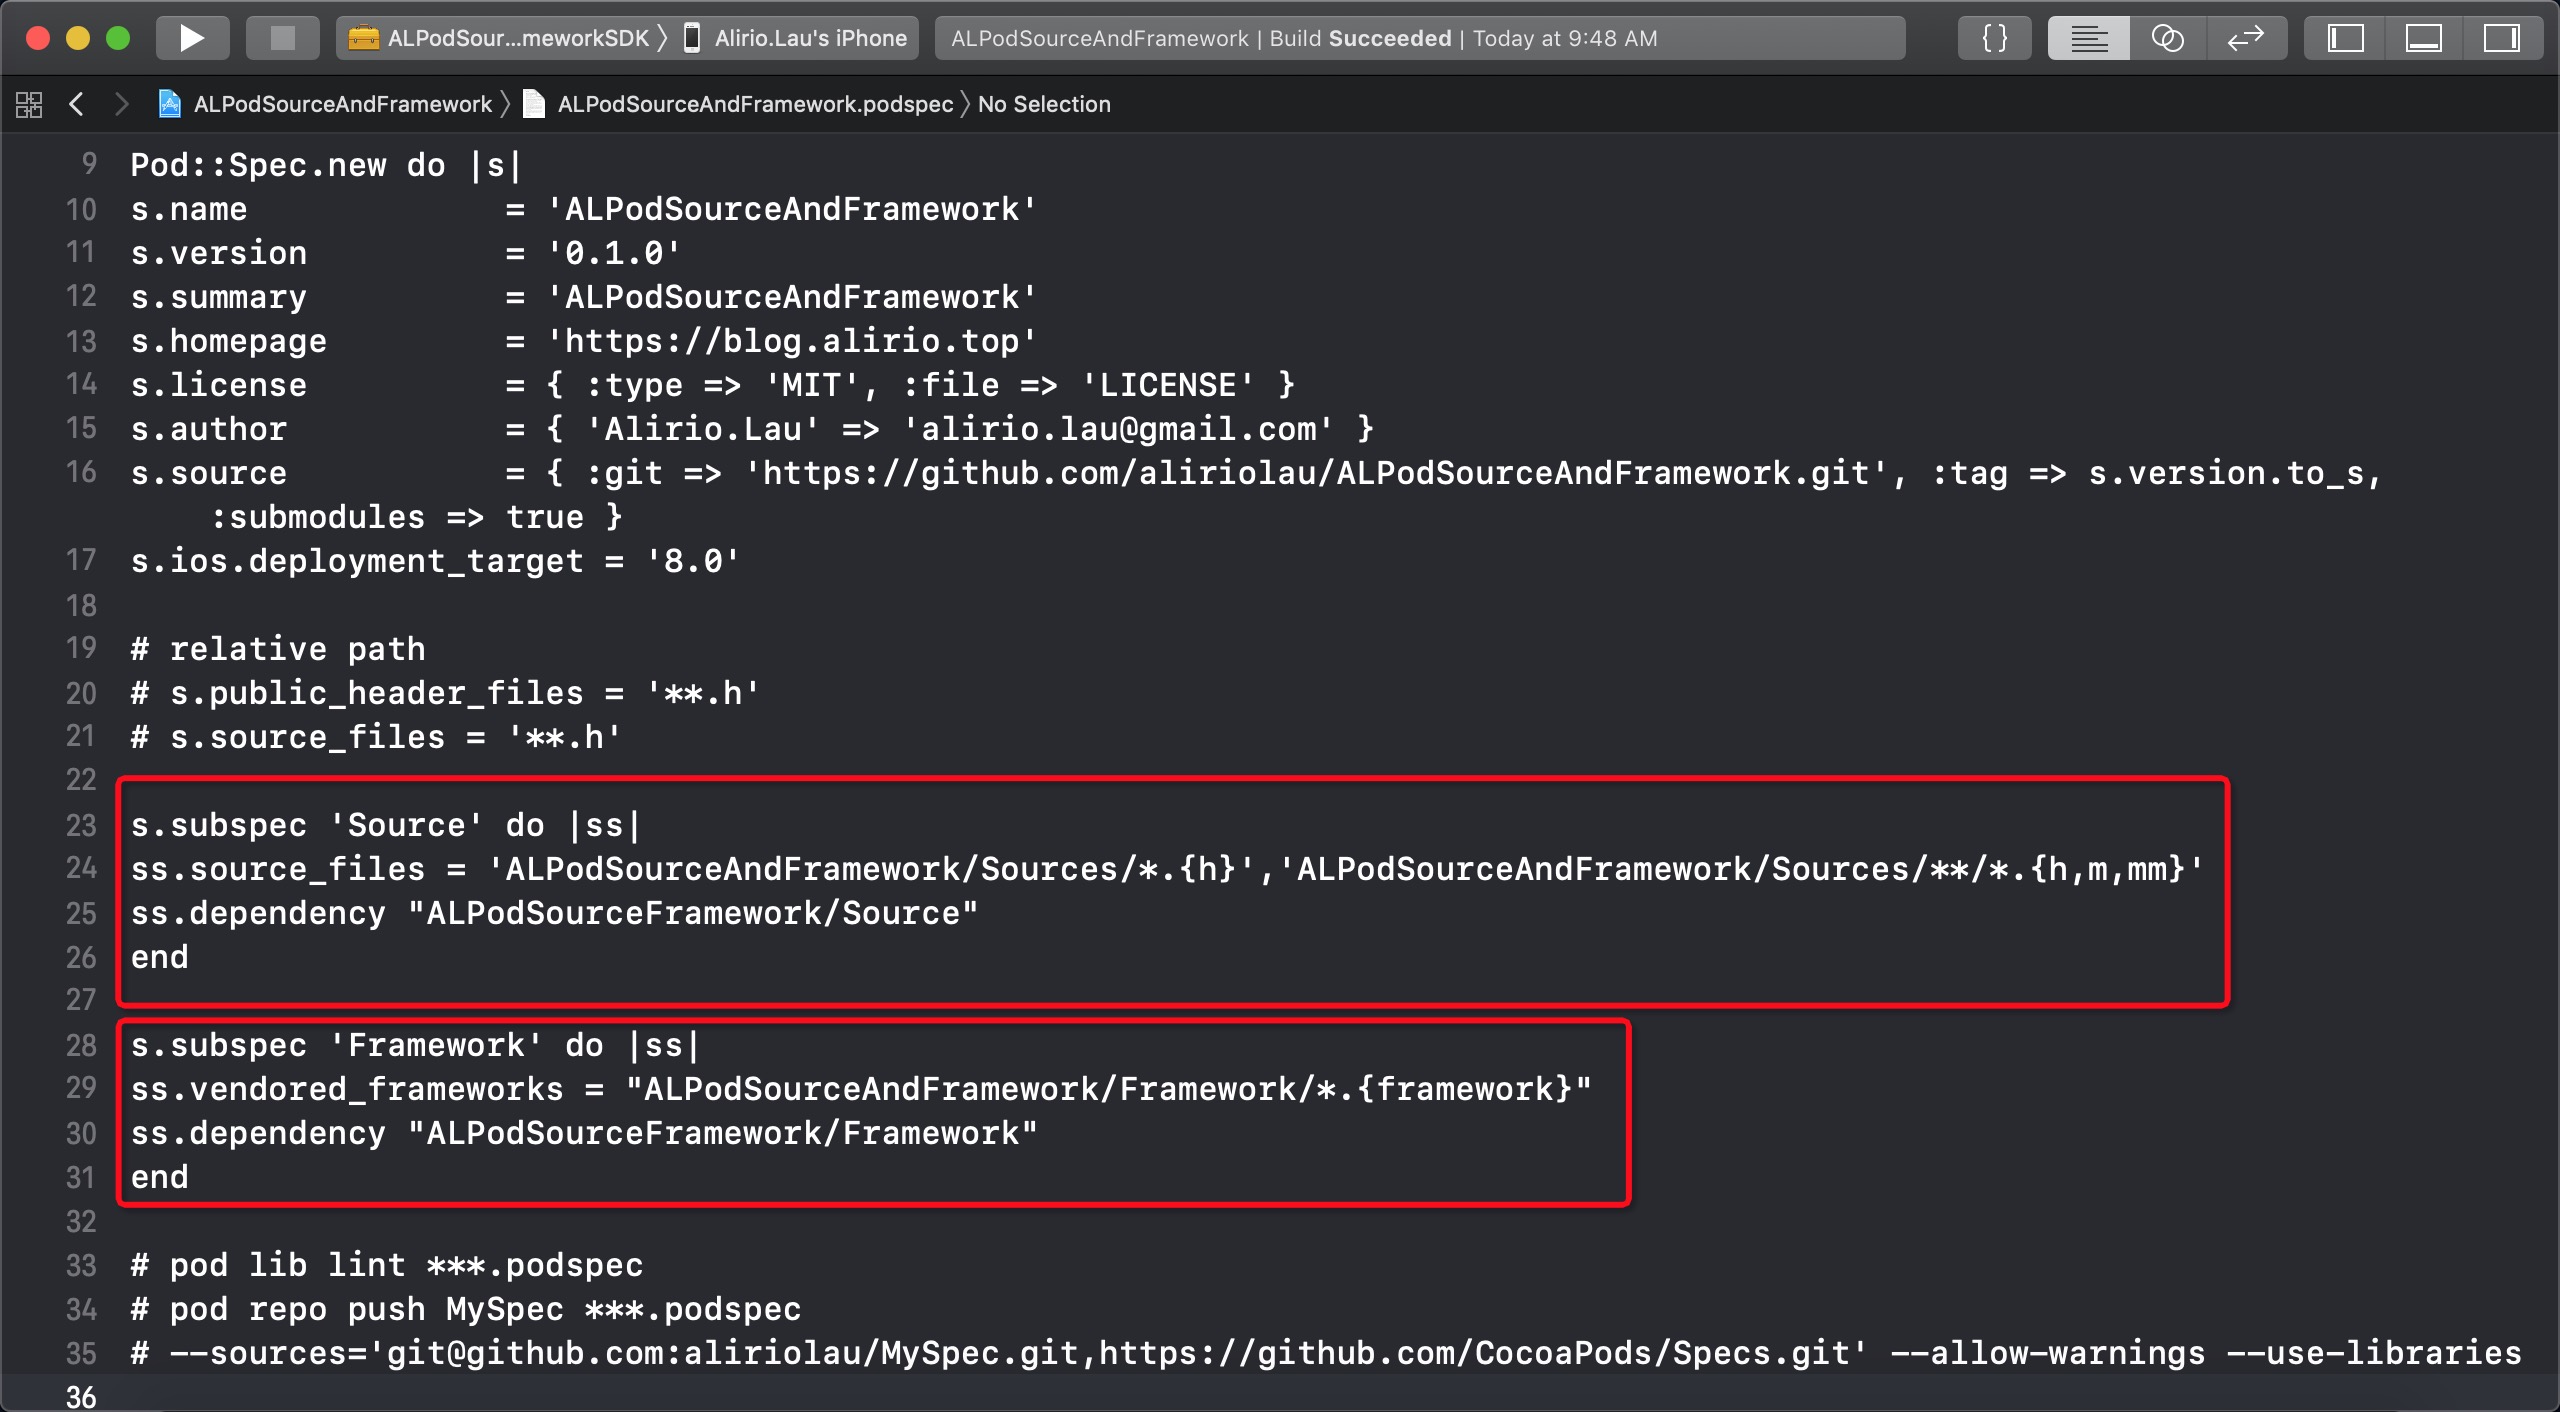 ALPodSour...meworkSDK 〉 Alirio.Lau's iPhone
ALPodSourceAndFramework | Build Succeeded | Today at 9:48 AM
{}
ALPodSourceAndFramework 〉 ALPodSourceAndFramework.podspec 〉 No Selection
9 Pod::Spec.new do |s|
10 s.name = 'ALPodSourceAndFramework'
11 s.version = '0.1.0'
12 s.summary = 'ALPodSourceAndFramework'
13 s.homepage = 'https://blog.alirio.top'
14 s.license = { :type => 'MIT', :file => 'LICENSE' }
15 s.author = { 'Alirio.Lau' => 'alirio.lau@gmail.com' }
16 s.source = { :git => 'https://github.com/aliriolau/ALPodSourceAndFramework.git', :tag => s.version.to_s,
:submodules => true }
17 s.ios.deployment_target = '8.0'
18
19 # relative path
20 # s.public_header_files = '**.h'
21 # s.source_files = '**.h'
22
23 s.subspec 'Source' do |ss|
24 ss.source_files = 'ALPodSourceAndFramework/Sources/*.{h}','ALPodSourceAndFramework/Sources/**/*.{h,m,mm}'
25 ss.dependency "ALPodSourceFramework/Source"
26 end
27
28 s.subspec 'Framework' do |ss|
29 ss.vendored_frameworks = "ALPodSourceAndFramework/Framework/*.{framework}"
30 ss.dependency "ALPodSourceFramework/Framework"
31 end
32
33 # pod lib lint ***.podspec
34 # pod repo push MySpec ***.podspec
35 # --sources='git@github.com:aliriolau/MySpec.git,https://github.com/CocoaPods/Specs.git' --allow-warnings --use-libraries
36